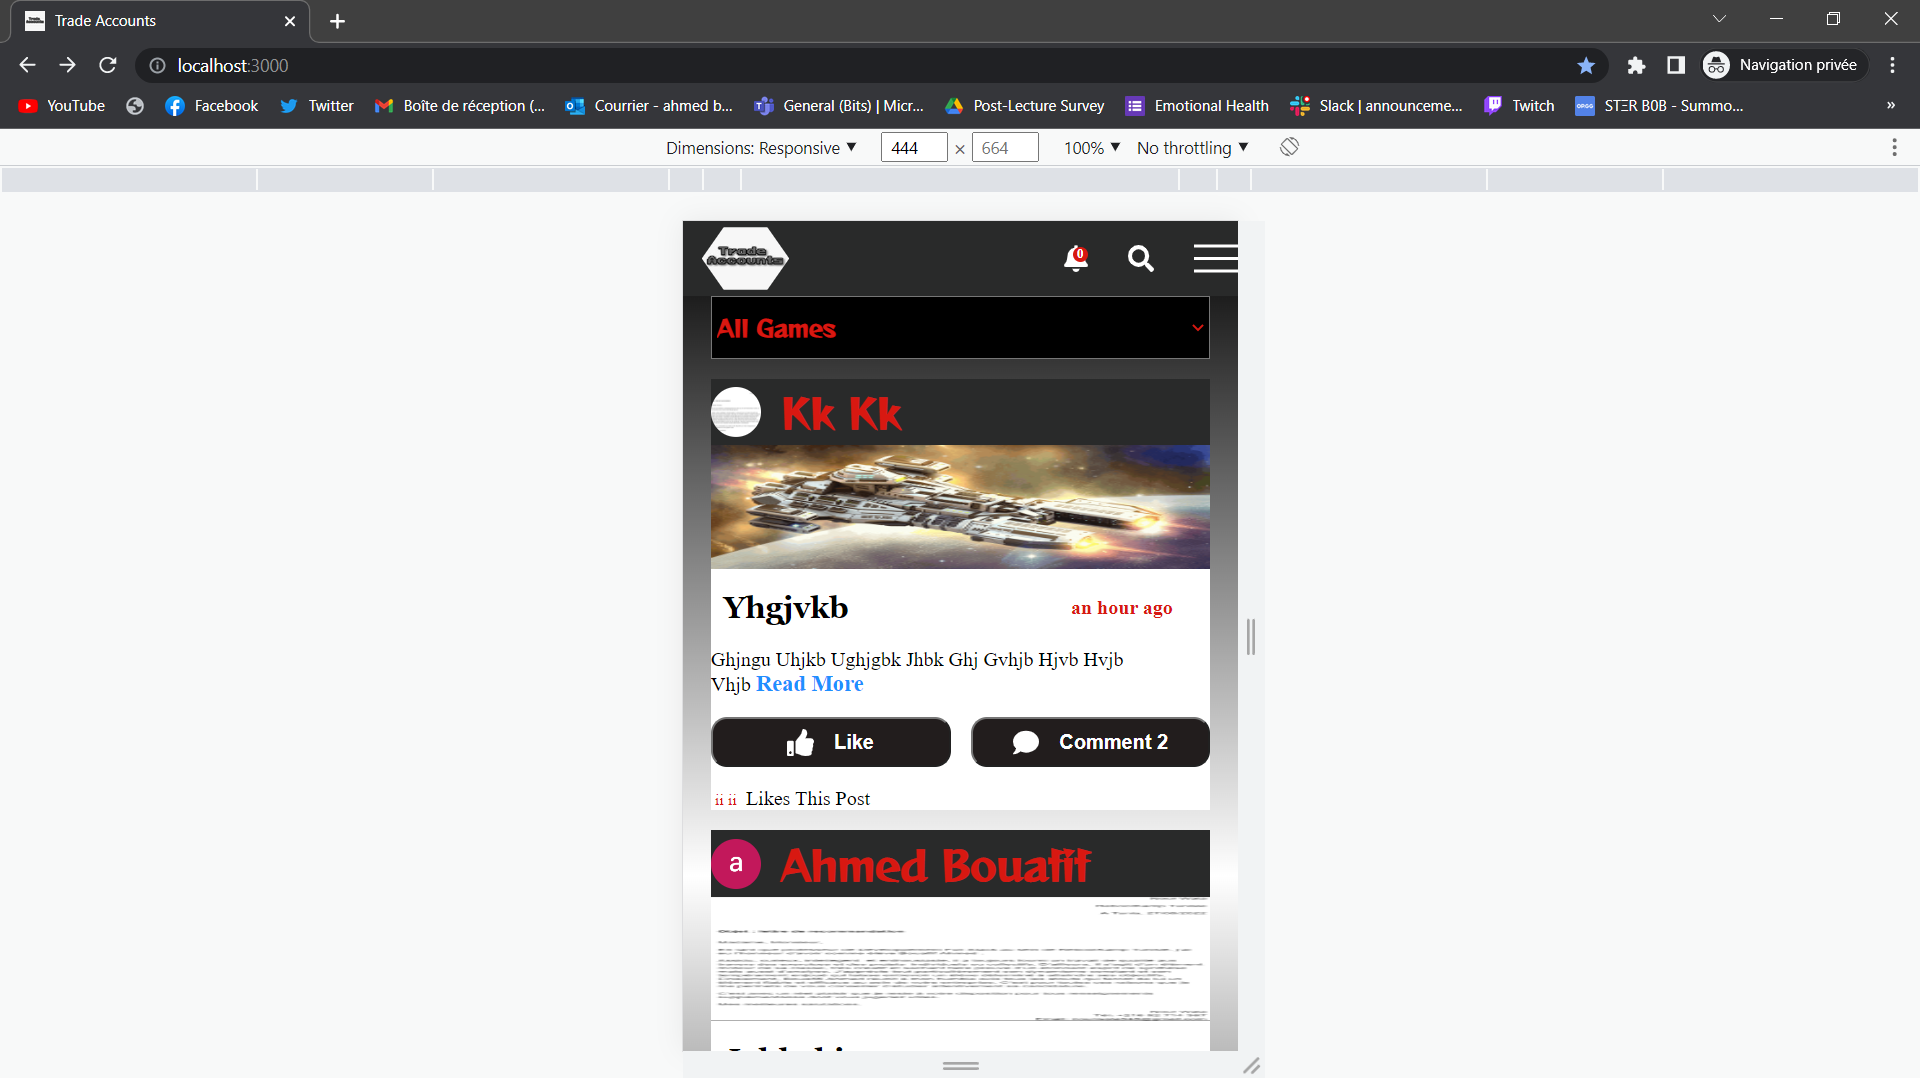 Trade Accounts
localhost:3000
Navigation privée
YouTube
Facebook
Twitter
Boîte de réception (...
Courrier - ahmed b...
General (Bits) | Micr...
Post-Lecture Survey
Emotional Health
Slack | announceme...
Twitch
OP.GG
STΞR B0B - Summo...
»
Dimensions: Responsive
444 × 664
100%
No throttling
Trade
Accounts
0
All Games
Kk Kk
Yhgjvkb
an hour ago
Ghjngu Uhjkb Ughjgbk Jhbk Ghj Gvhjb Hjvb Hvjb
Vhjb Read More
Like
Comment 2
ii ii Likes This Post
a
Ahmed Bouafif